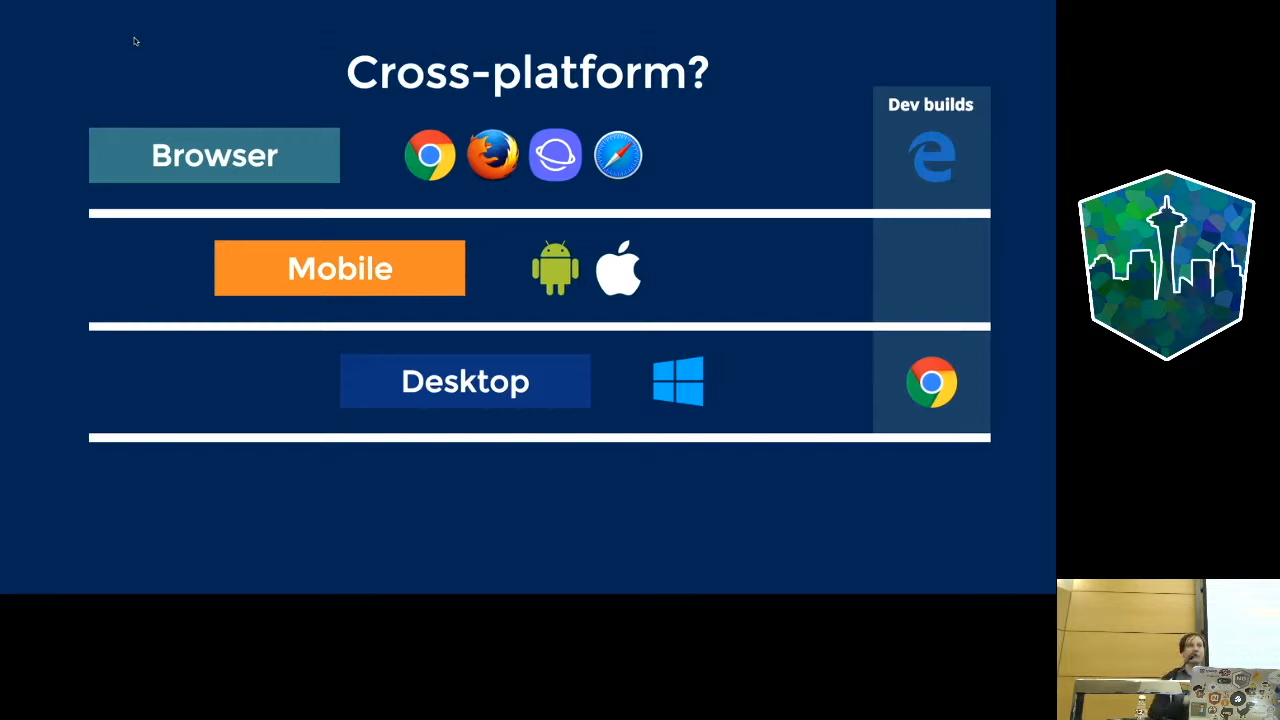 Cross-platform?
Dev builds
Browser
Mobile
Desktop